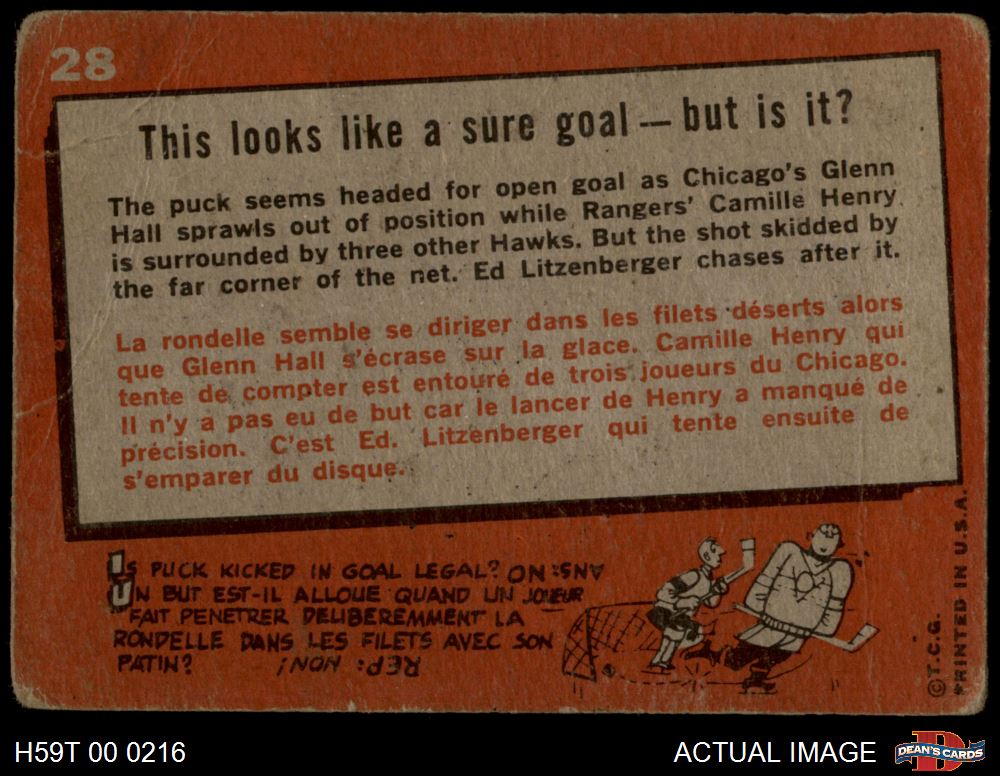 28
This looks like a sure goal — but is it?
The puck seems headed for open goal as Chicago's Glenn
Hall sprawls out of position while Rangers' Camille Henry
is surrounded by three other Hawks. But the shot skidded by
the far corner of the net. Ed Litzenberger chases after it.
La rondelle semble se diriger dans les filets déserts alors
que Glenn Hall s'écrase sur la glace. Camille Henry qui
tente de compter est entouré de trois joueurs du Chicago.
Il n'y a pas eu de but car le lancer de Henry a manqué de
précision. C'est Ed. Litzenberger qui tente ensuite de
s'emparer du disque.
IS PUCK KICKED IN GOAL LEGAL? ANS: NO
UN BUT EST-IL ALLOUE QUAND UN JOUEUR
FAIT PENETRER DELIBEREMMENT LA
RONDELLE DANS LES FILETS AVEC SON
PATIN? REP: NON!
©T.C.G.
*PRINTED IN U.S.A.
H59T 00 0216
ACTUAL IMAGE
D
DEAN'S CARDS